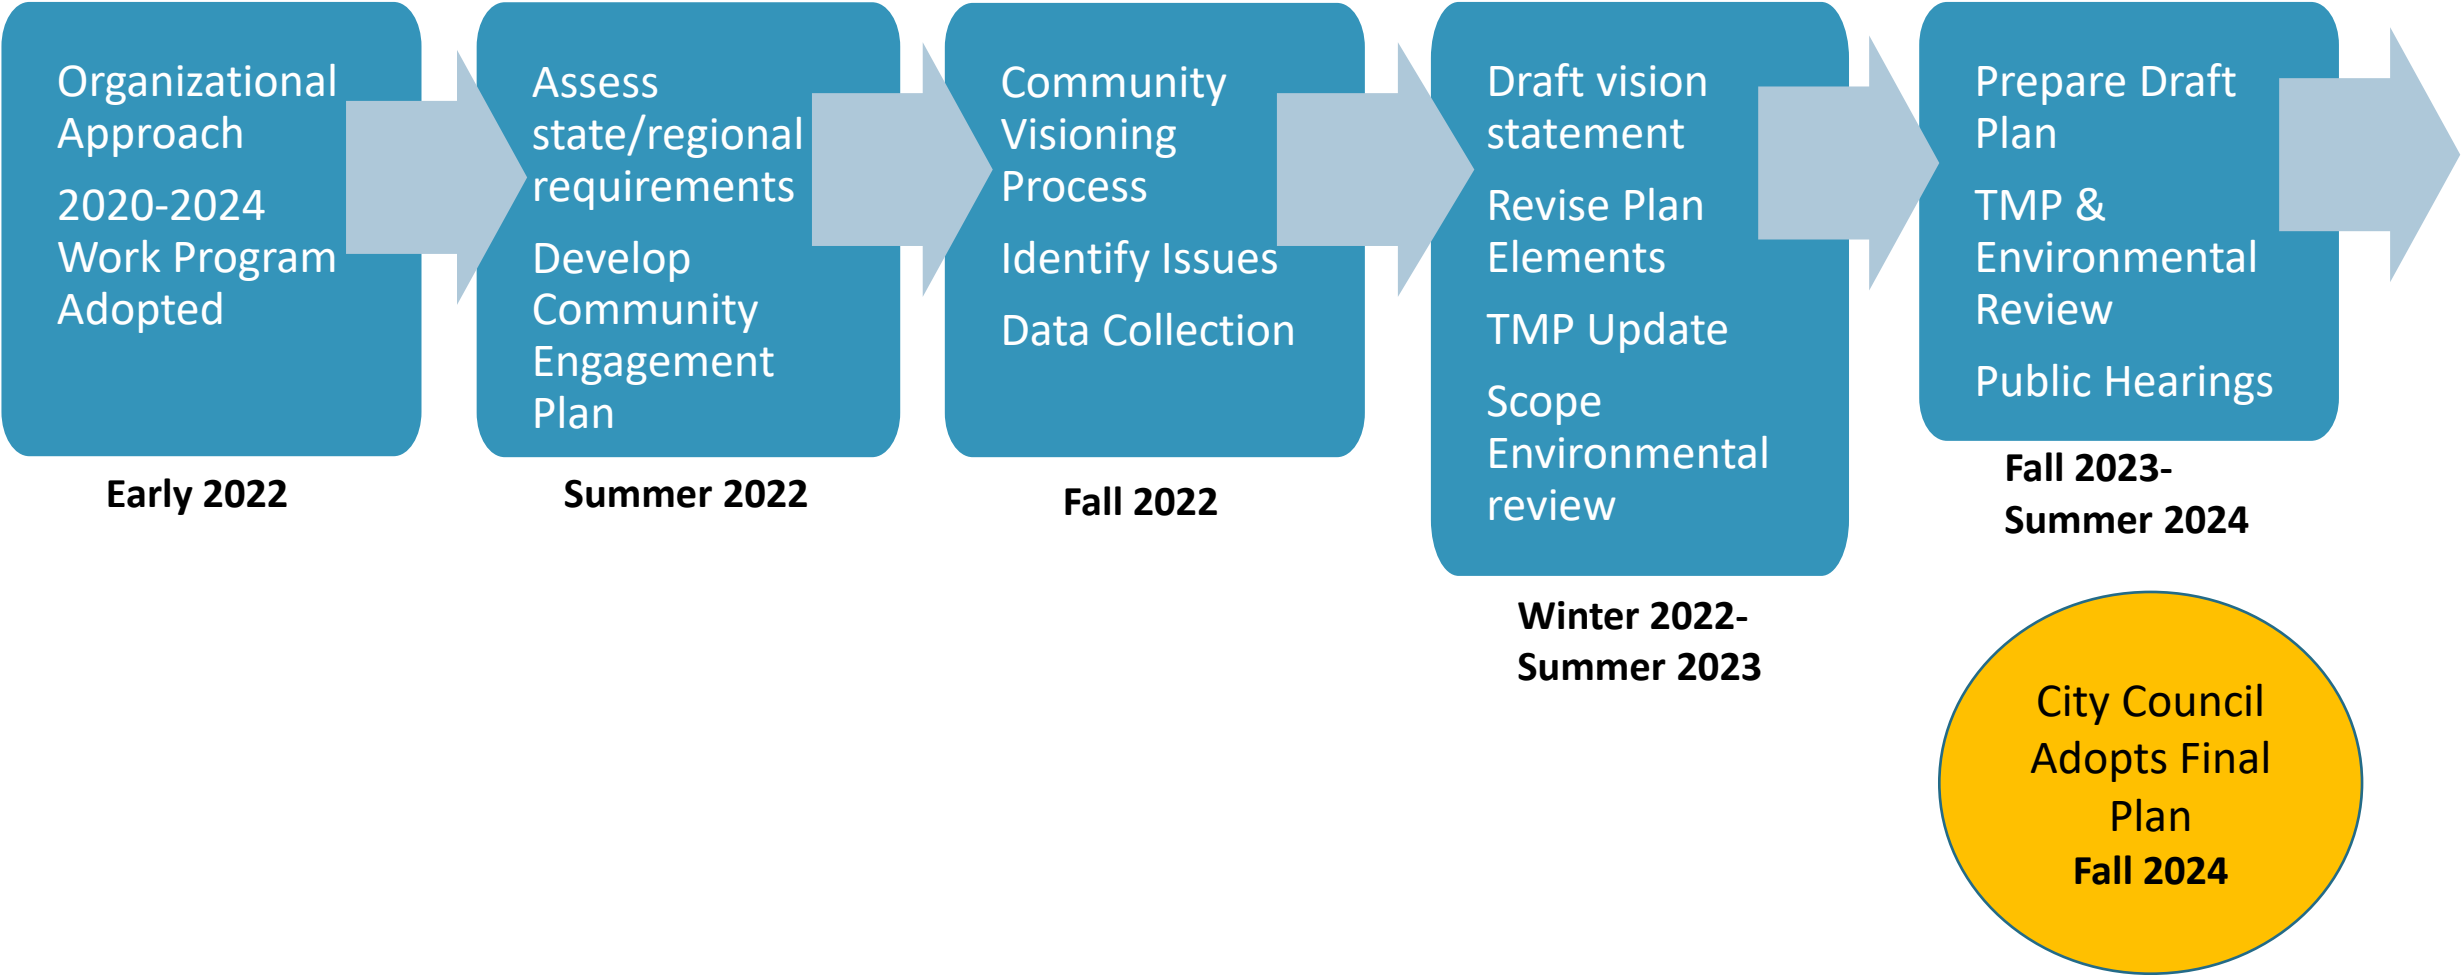 Organizational
Approach
2020-2024
Work Program
Adopted
Early 2022
Assess
state/regional
requirements
Develop
Community
Engagement
Plan
Summer 2022
Community
Visioning
Process
Identify Issues
Data Collection
Fall 2022
Draft vision
statement
Revise Plan
Elements
TMP Update
Scope
Environmental
review
Winter 2022-
Summer 2023
Prepare Draft
Plan
TMP &
Environmental
Review
Public Hearings
Fall 2023-
Summer 2024
City Council
Adopts Final
Plan
Fall 2024